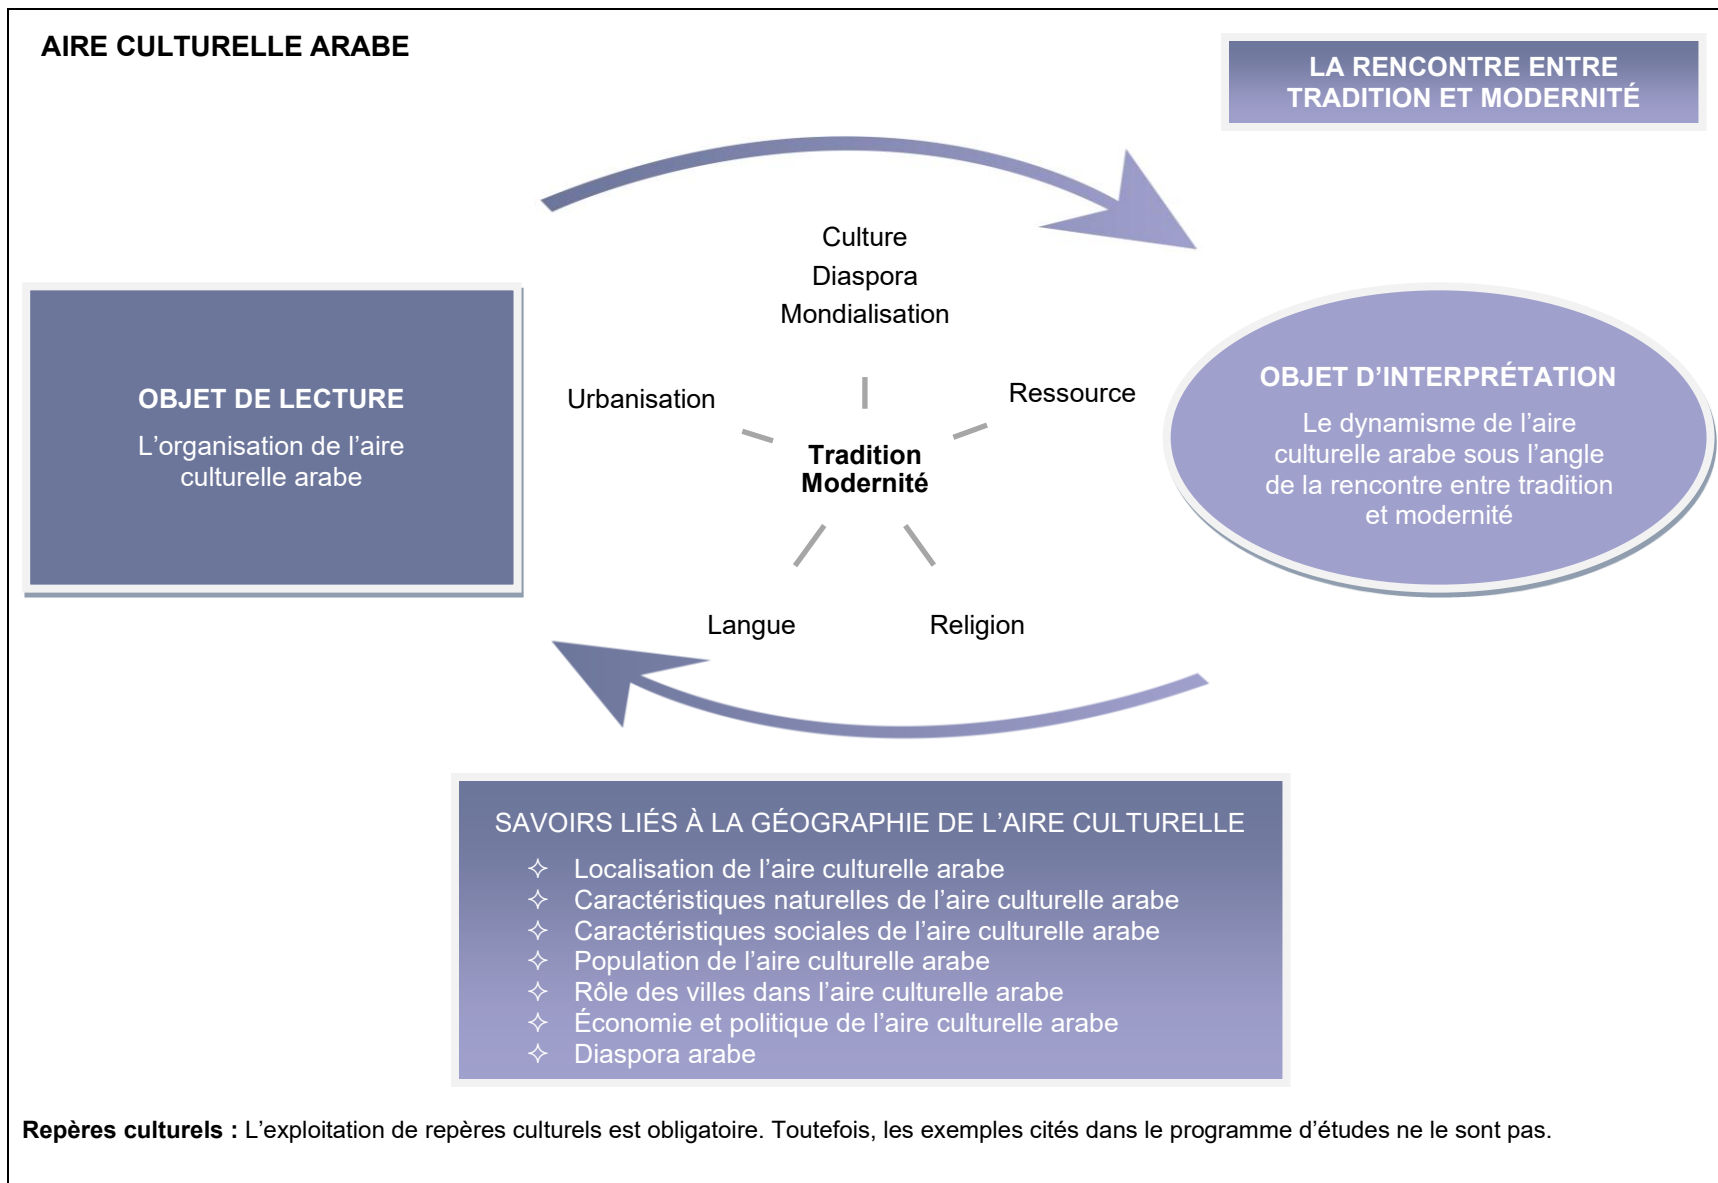 AIRE CULTURELLE ARABE
LA RENCONTRE ENTRE
TRADITION ET MODERNITÉ
Culture
Diaspora
Mondialisation
Urbanisation
Ressource
Tradition
Modernité
Langue
Religion
OBJET DE LECTURE
L’organisation de l’aire
culturelle arabe
OBJET D’INTERPRÉTATION
Le dynamisme de l’aire
culturelle arabe sous l’angle
de la rencontre entre tradition
et modernité
SAVOIRS LIÉS À LA GÉOGRAPHIE DE L’AIRE CULTURELLE
✧ Localisation de l’aire culturelle arabe
✧ Caractéristiques naturelles de l’aire culturelle arabe
✧ Caractéristiques sociales de l’aire culturelle arabe
✧ Population de l’aire culturelle arabe
✧ Rôle des villes dans l’aire culturelle arabe
✧ Économie et politique de l’aire culturelle arabe
✧ Diaspora arabe
Repères culturels : L’exploitation de repères culturels est obligatoire. Toutefois, les exemples cités dans le programme d’études ne le sont pas.